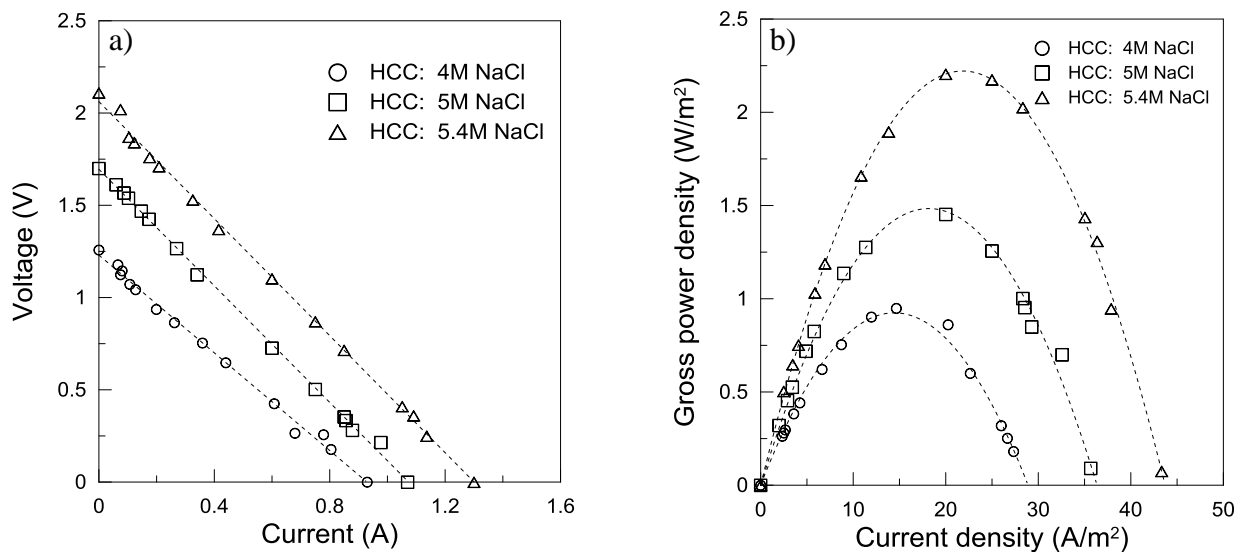 a)
2.5
2
1.5
1
0.5
0
Voltage (V)
HCC: 4M NaCl
HCC: 5M NaCl
HCC: 5.4M NaCl
0 0.4 0.8 1.2 1.6
Current (A)
b)
2.5
2
1.5
1
0.5
0
Gross power density (W/m²)
HCC: 4M NaCl
HCC: 5M NaCl
HCC: 5.4M NaCl
0 10 20 30 40 50
Current density (A/m²)